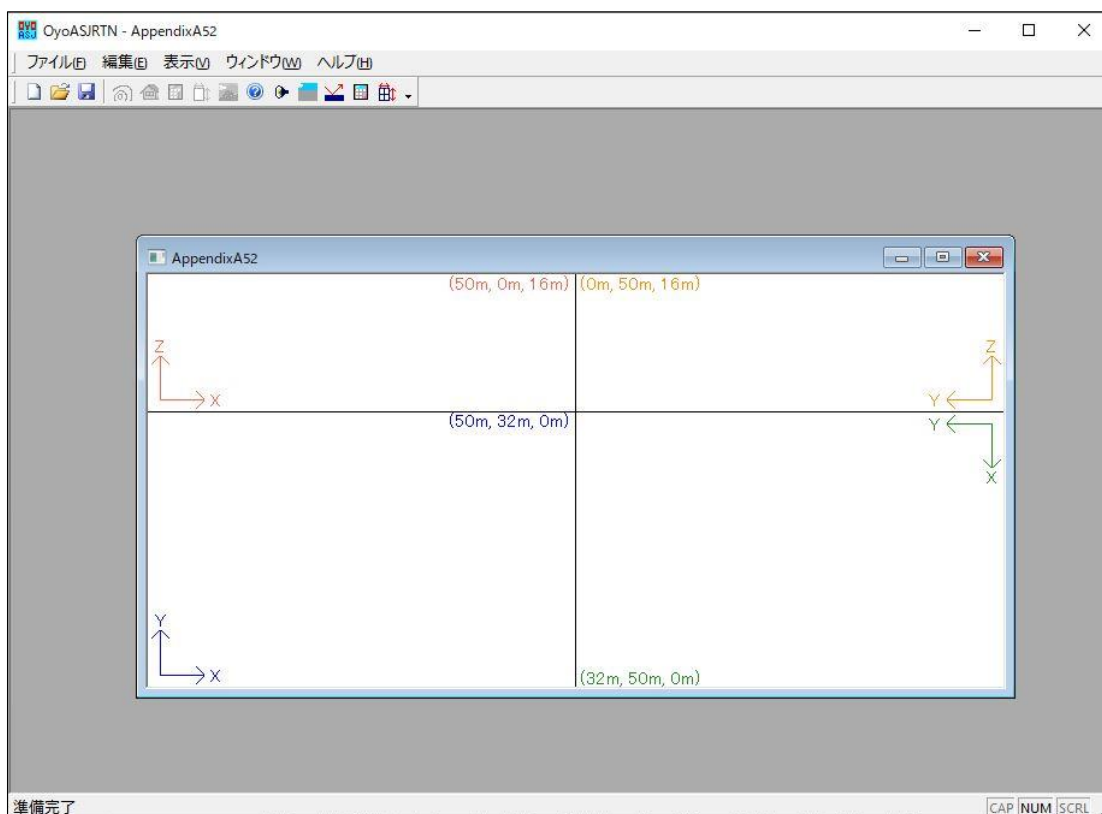 OYO
ASJ
OyoASJRTN - AppendixA52
ファイル(F) 編集(E) 表示(V) ウィンドウ(W) ヘルプ(H)
AppendixA52
(50m, 0m, 16m) (0m, 50m, 16m)
Z Z
X Y
(50m, 32m, 0m) Y
X
Y
X
(32m, 50m, 0m)
準備完了 CAP NUM SCRL